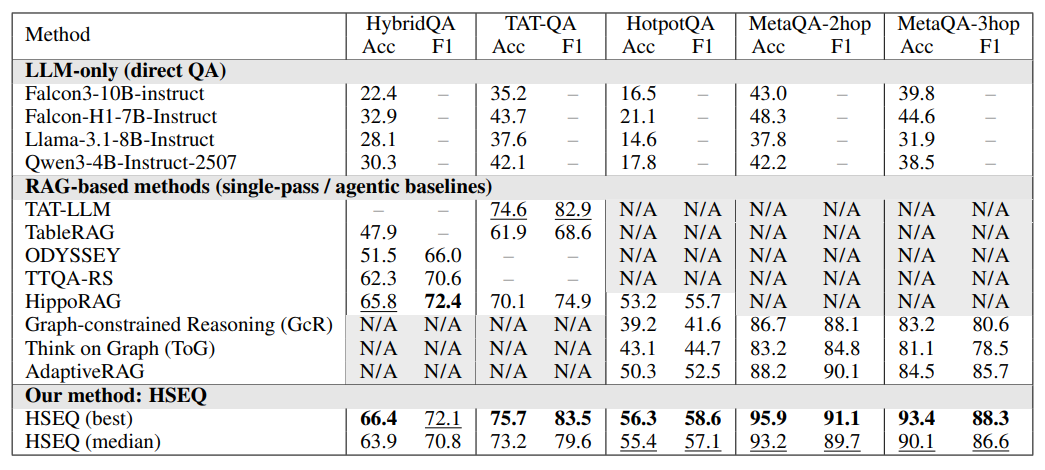 Method HybridQA TAT-QA HotpotQA MetaQA-2hop MetaQA-3hop
Acc F1 Acc F1 Acc F1 Acc F1 Acc F1
LLM-only (direct QA)
Falcon3-10B-instruct 22.4 – 35.2 – 16.5 – 43.0 – 39.8 –
Falcon-H1-7B-Instruct 32.9 – 43.7 – 21.1 – 48.3 – 44.6 –
Llama-3.1-8B-Instruct 28.1 – 37.6 – 14.6 – 37.8 – 31.9 –
Qwen3-4B-Instruct-2507 30.3 – 42.1 – 17.8 – 42.2 – 38.5 –
RAG-based methods (single-pass / agentic baselines)
TAT-LLM – – 74.6 82.9 N/A N/A N/A N/A N/A N/A
TableRAG 47.9 – 61.9 68.6 N/A N/A N/A N/A N/A N/A
ODYSSEY 51.5 66.0 – – N/A N/A N/A N/A N/A N/A
TTQA-RS 62.3 70.6 – – N/A N/A N/A N/A N/A N/A
HippoRAG 65.8 72.4 70.1 74.9 53.2 55.7 N/A N/A N/A N/A
Graph-constrained Reasoning (GcR) N/A N/A N/A N/A 39.2 41.6 86.7 88.1 83.2 80.6
Think on Graph (ToG) N/A N/A N/A N/A 43.1 44.7 83.2 84.8 81.1 78.5
AdaptiveRAG N/A N/A N/A N/A 50.3 52.5 88.2 90.1 84.5 85.7
Our method: HSEQ
HSEQ (best) 66.4 72.1 75.7 83.5 56.3 58.6 95.9 91.1 93.4 88.3
HSEQ (median) 63.9 70.8 73.2 79.6 55.4 57.1 93.2 89.7 90.1 86.6